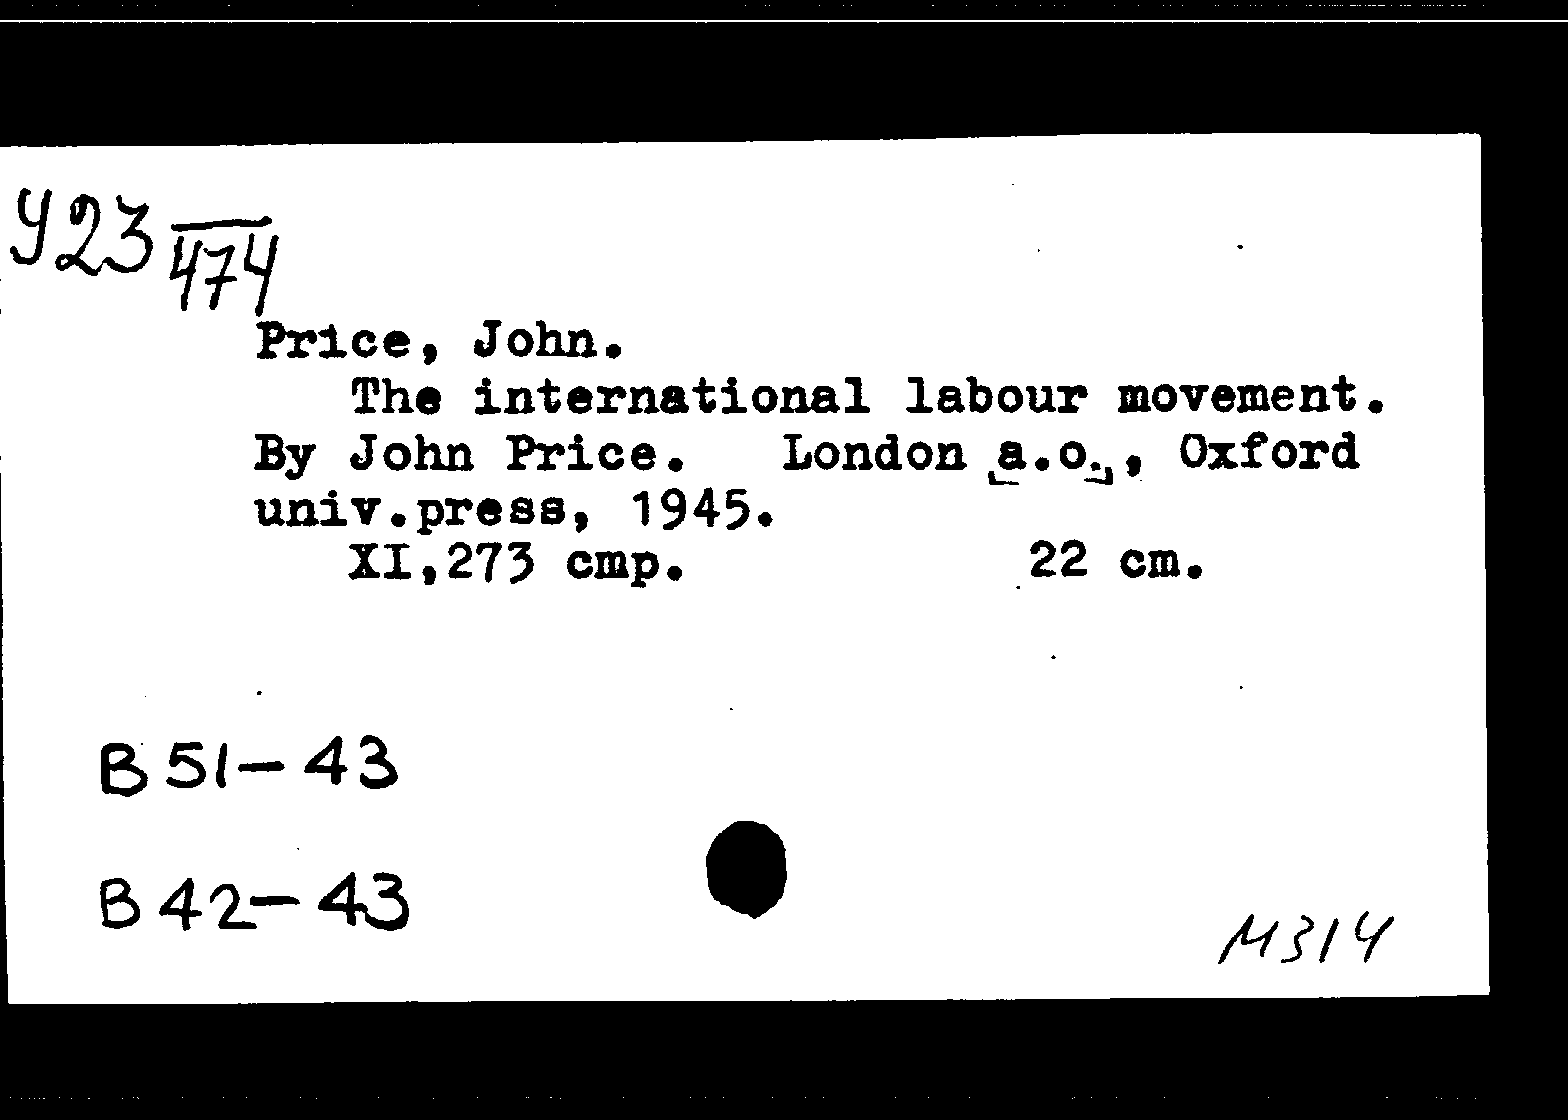 У23
474
Price, John.
The international labour movement.
By John Price. London a.o., Oxford
univ.press, 1945.
XI,273 cmp. 22 cm.
B 51-43
B 42-43
М314